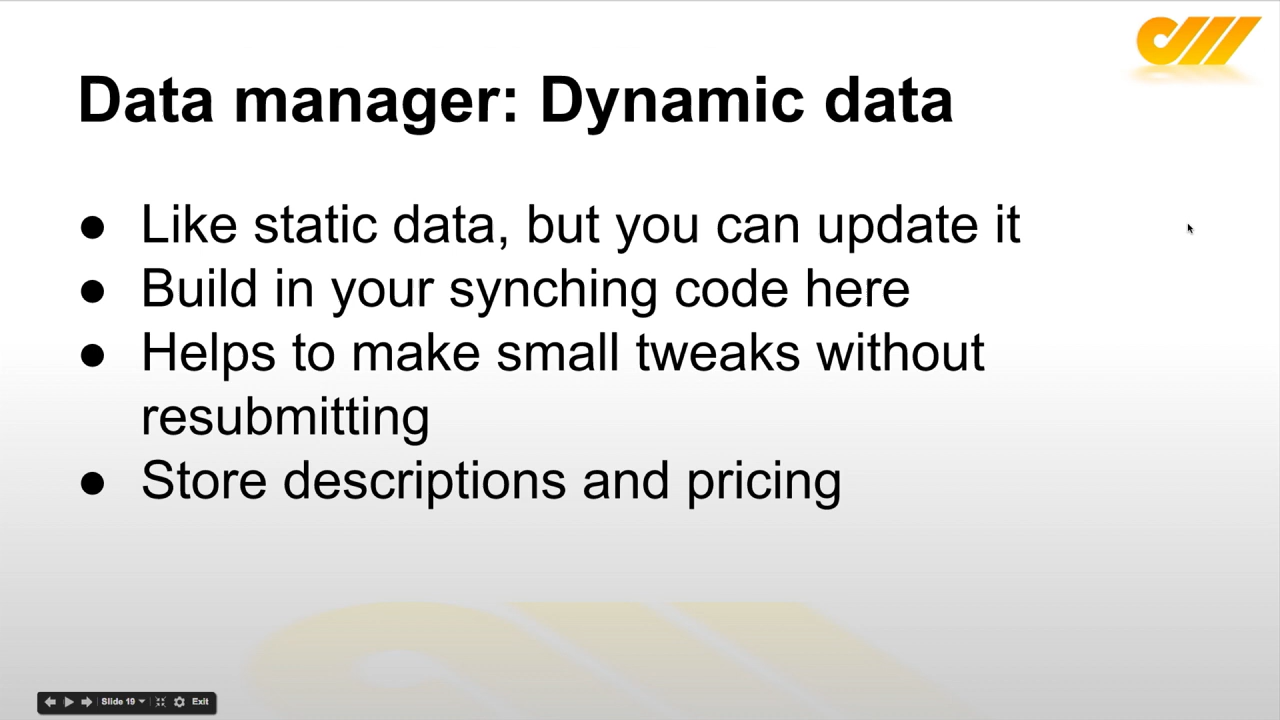 Data manager: Dynamic data
● Like static data, but you can update it
● Build in your synching code here
● Helps to make small tweaks without
resubmitting
● Store descriptions and pricing
Slide 19
Exit